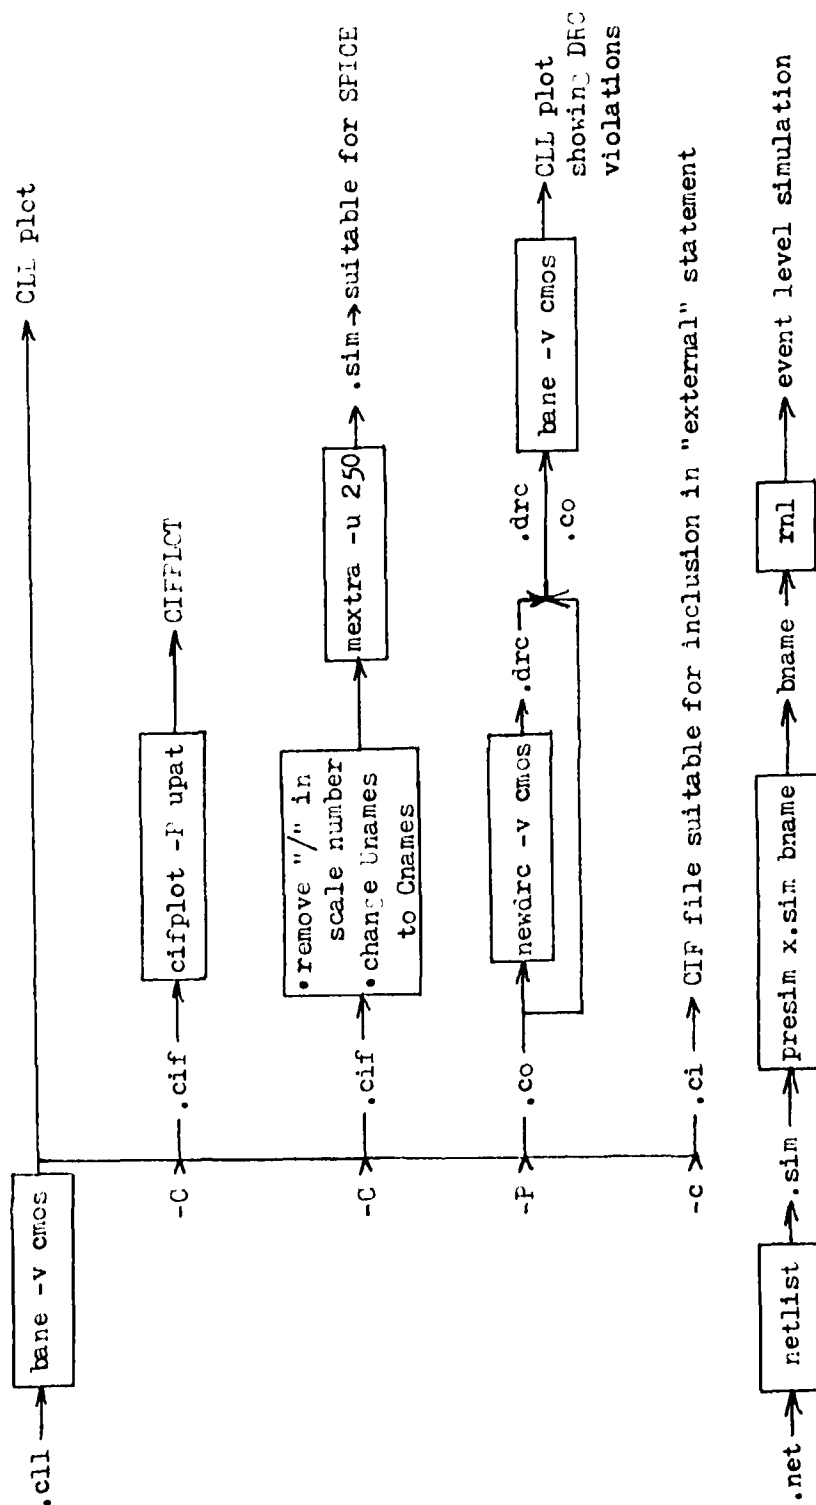 .cll
bane -v cmos
CLL plot
-C
.cif
cifplot -P upat
CIFPLOT
-C
.cif
•remove "/" in
scale number
•change Unames
to Cnames
mextra -u 250
.sim
suitable for SPICE
-P
.co
newdrc -v cmos
.drc
.drc
.co
bane -v cmos
CLL plot
showing DRC
violations
-c
.ci
CIF file suitable for inclusion in "external" statement
.net
netlist
.sim
presim x.sim bname
bname
rnl
event level simulation